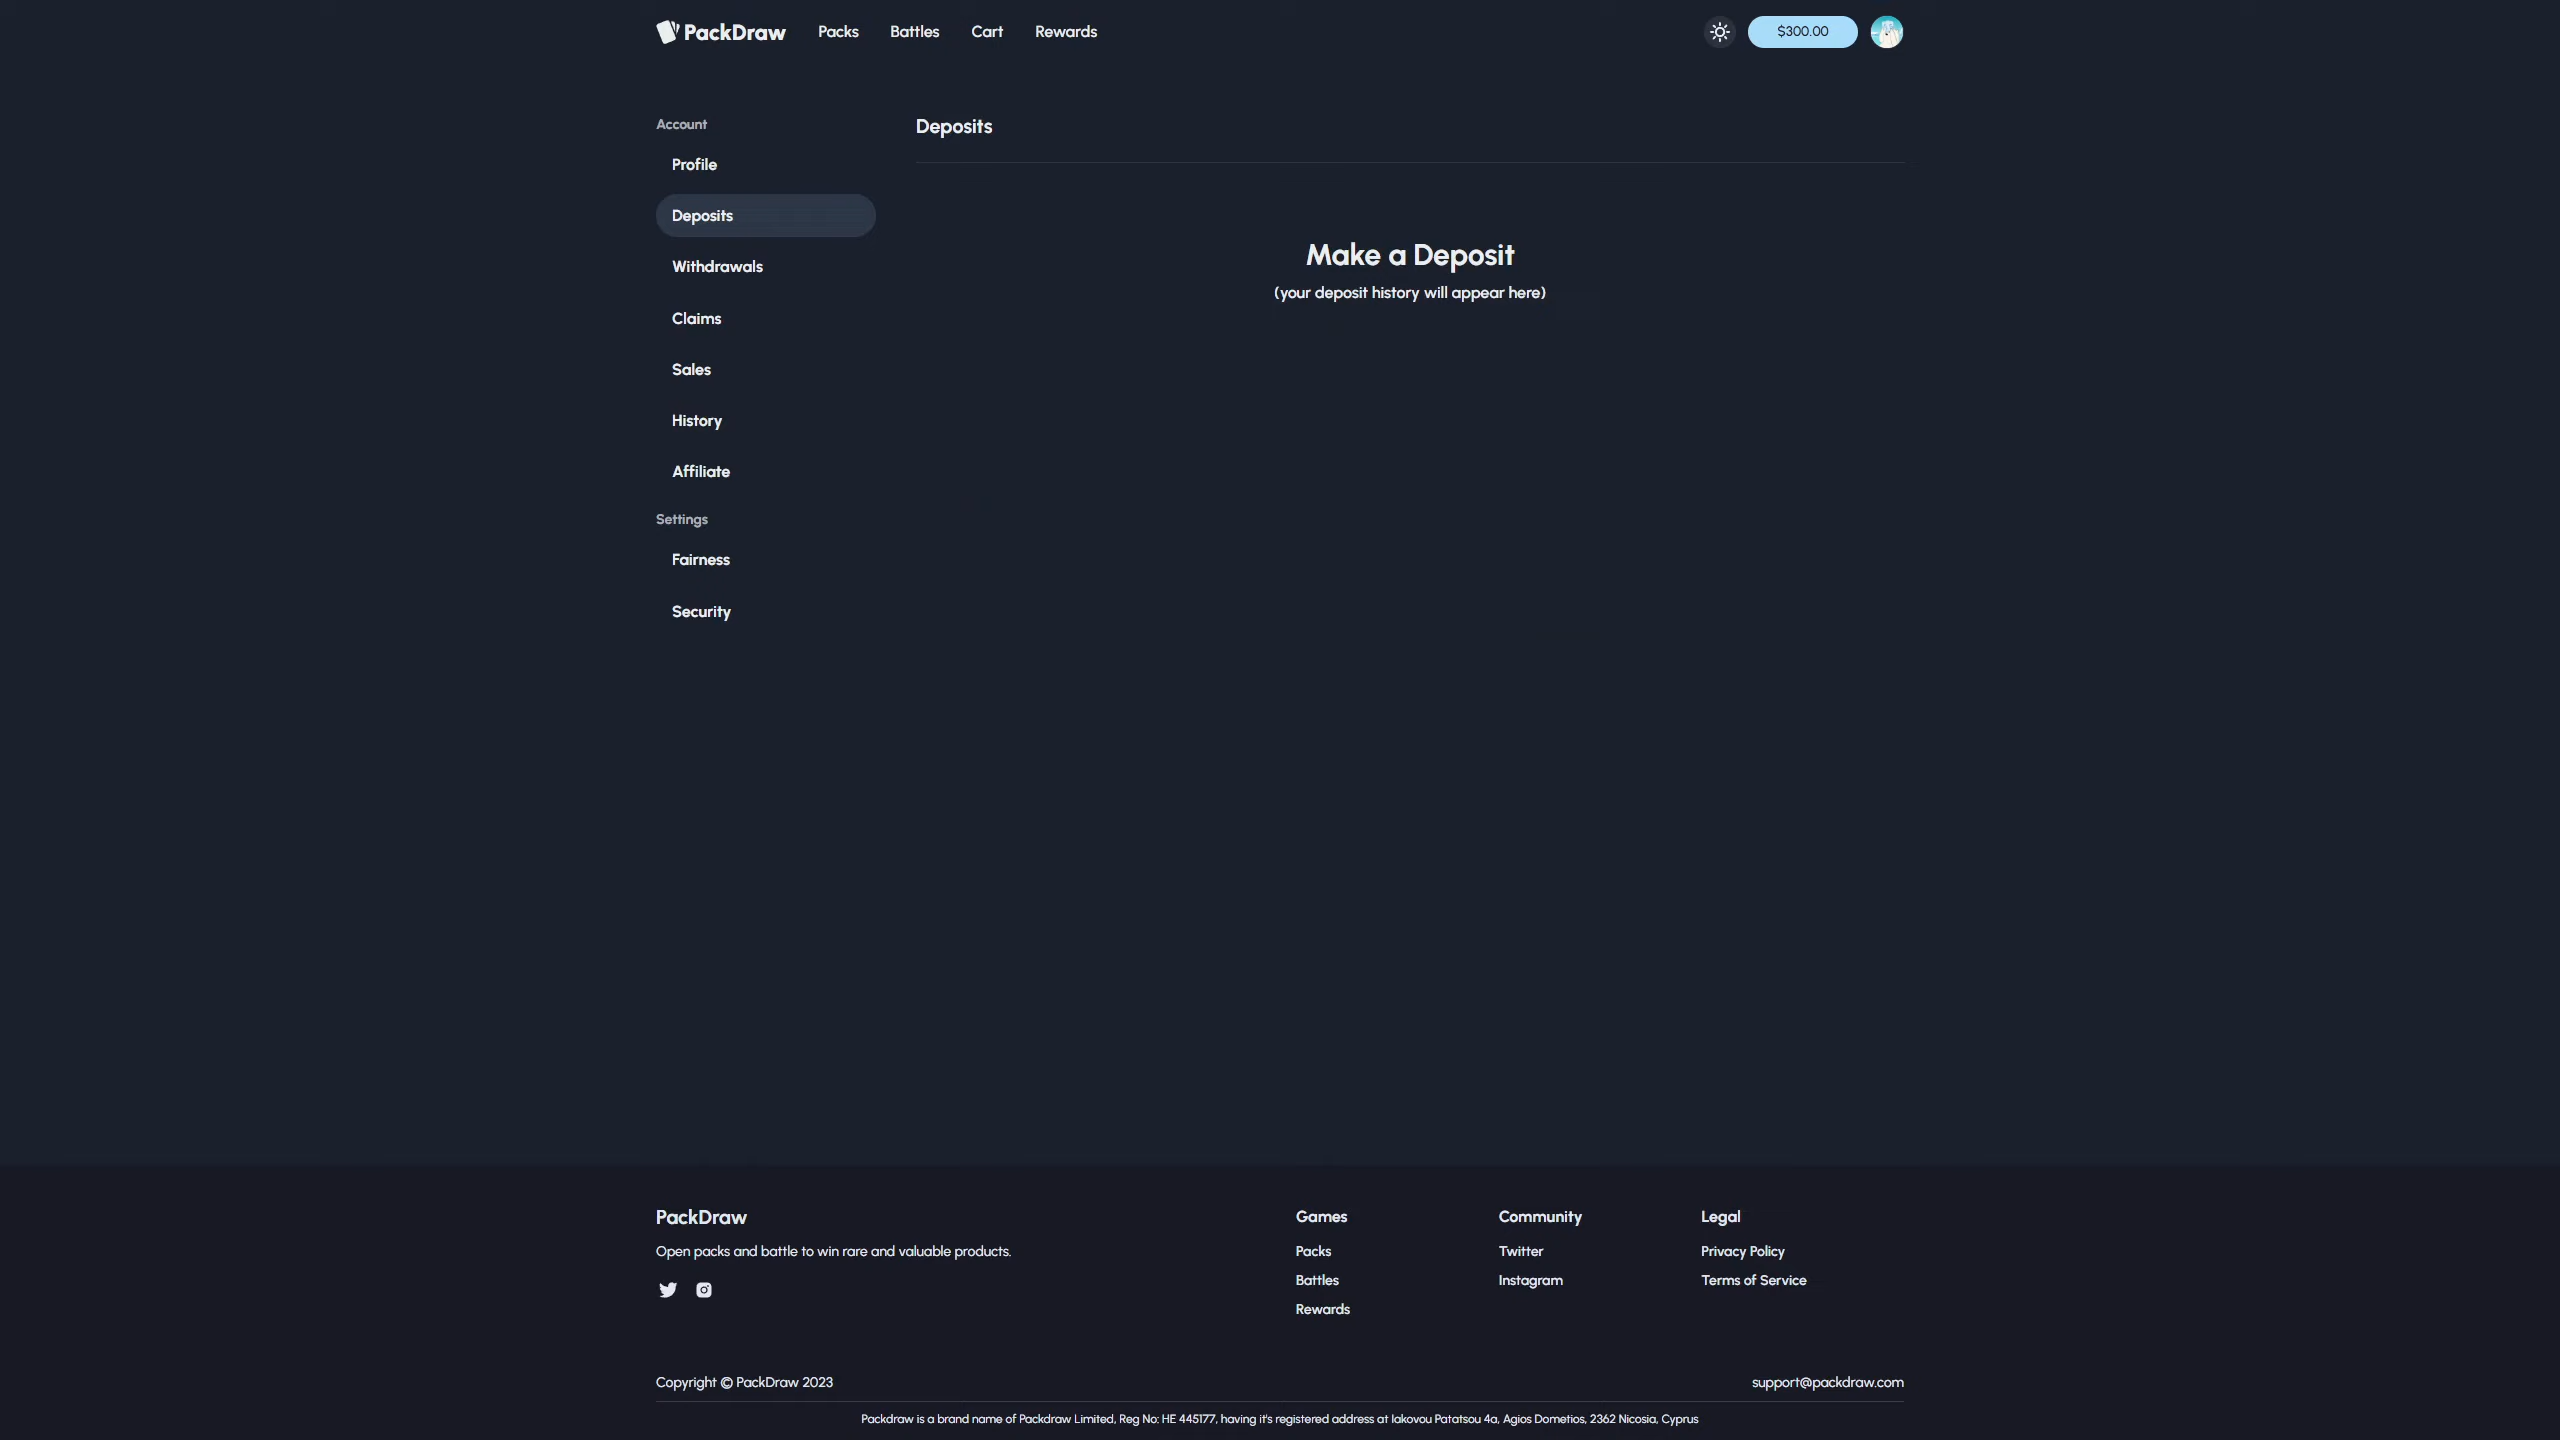 PackDraw
Packs
Battles
Cart
Rewards
$300.00
Account
Profile
Deposits
Withdrawals
Claims
Sales
History
Affiliate
Settings
Fairness
Security
Deposits
Make a Deposit
(your deposit history will appear here)
PackDraw
Open packs and battle to win rare and valuable products.
Games
Packs
Battles
Rewards
Community
Twitter
Instagram
Legal
Privacy Policy
Terms of Service
Copyright © PackDraw 2023
support@packdraw.com
Packdraw is a brand name of Packdraw Limited, Reg No: HE 445177, having it's registered address at Iakovou Patatsou 4a, Agios Dometios, 2362 Nicosia, Cyprus